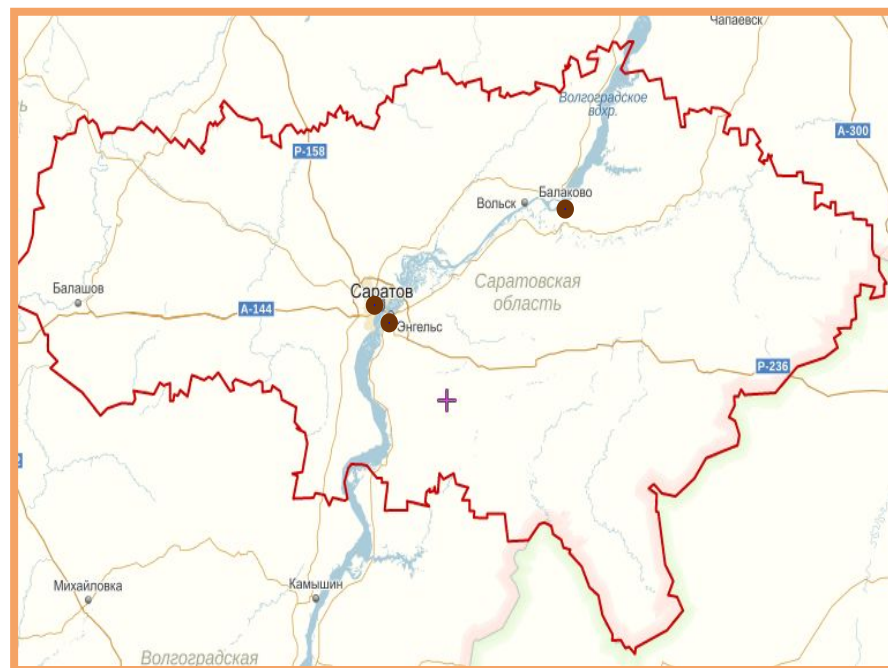 Чапаевск
Волгоградское
вдхр.
А-300
Р-158
Балаково
Вольск
Саратовская
область
Балашов
Саратов
А-144
Энгельс
Р-236
Михайловка
Камышин
Волгоградская